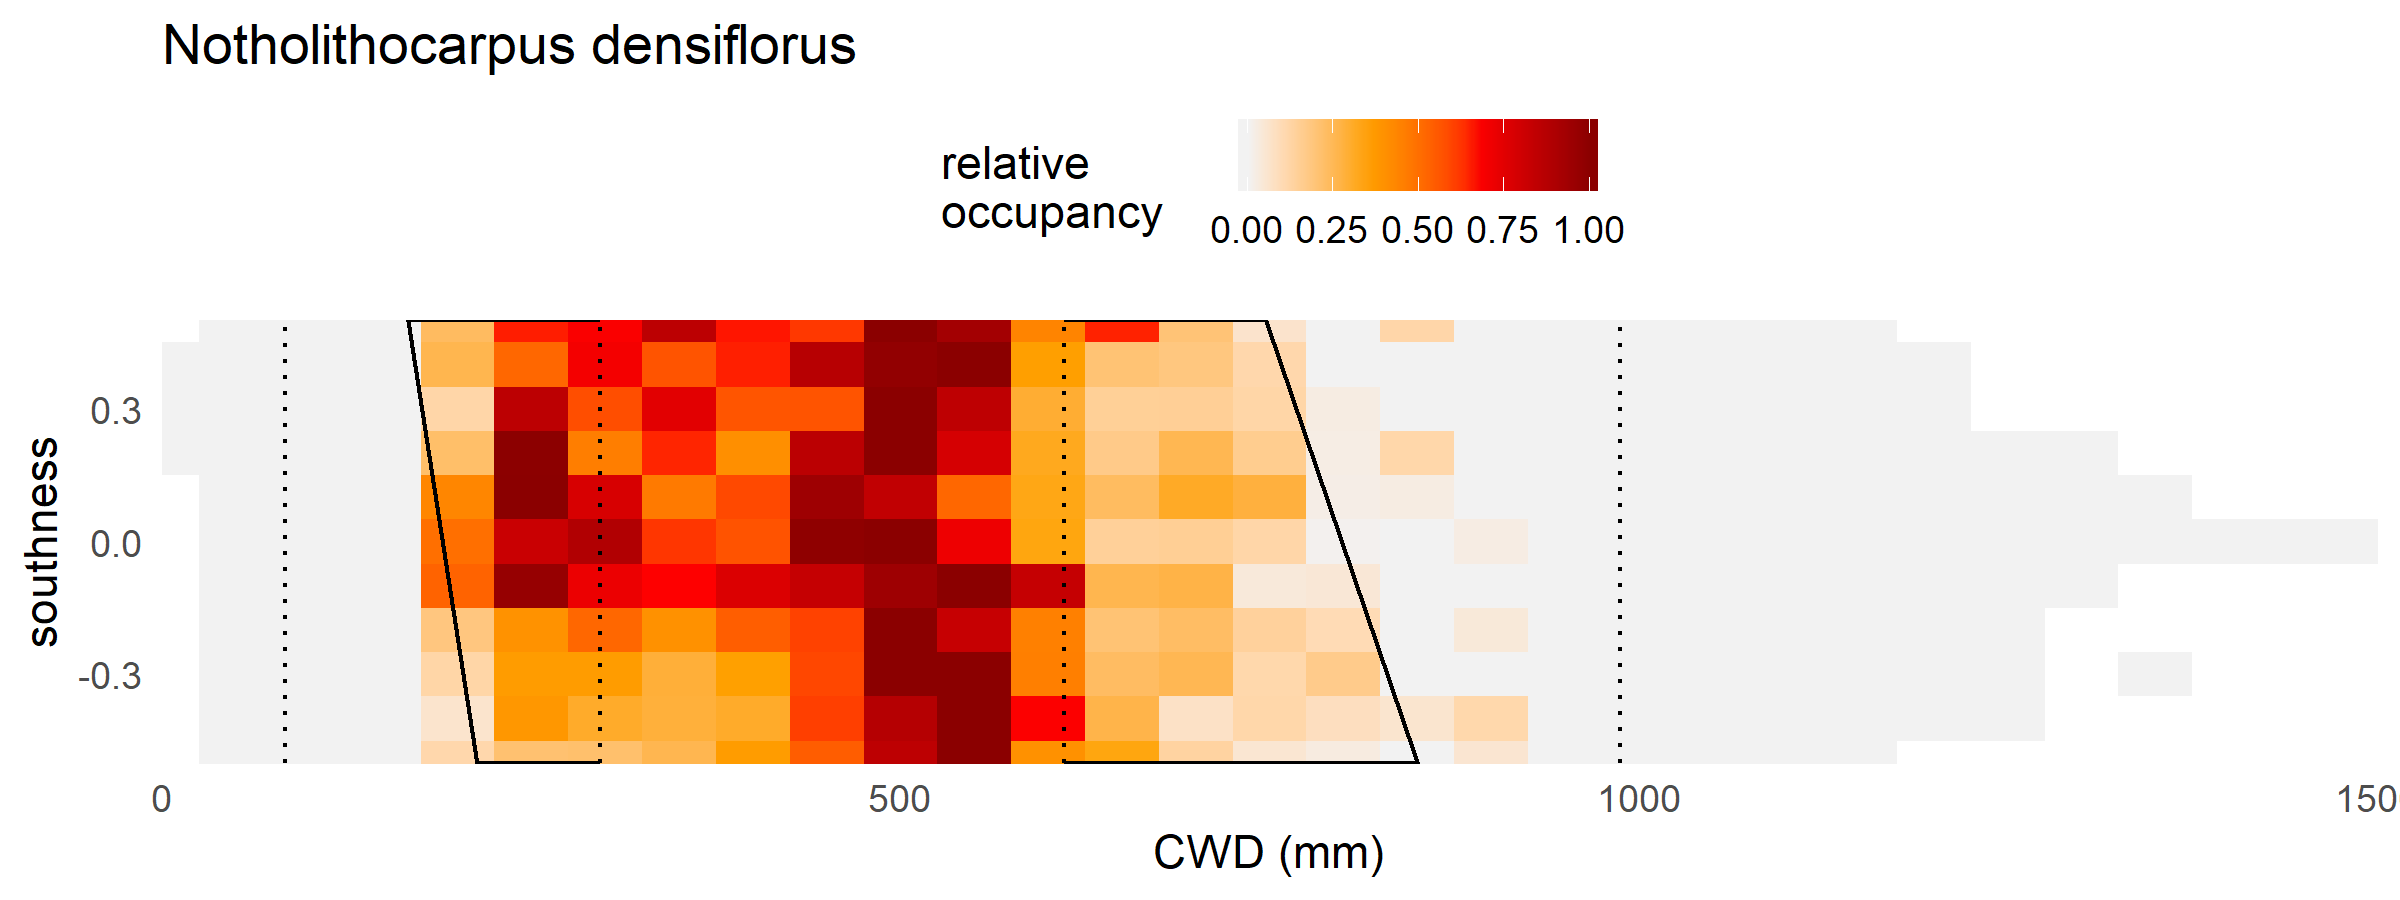 Notholithocarpus densiflorus
relative
occupancy
0.00 0.25 0.50 0.75 1.00
southness
0.3
0.0
-0.3
0 500 1000 150
CWD (mm)